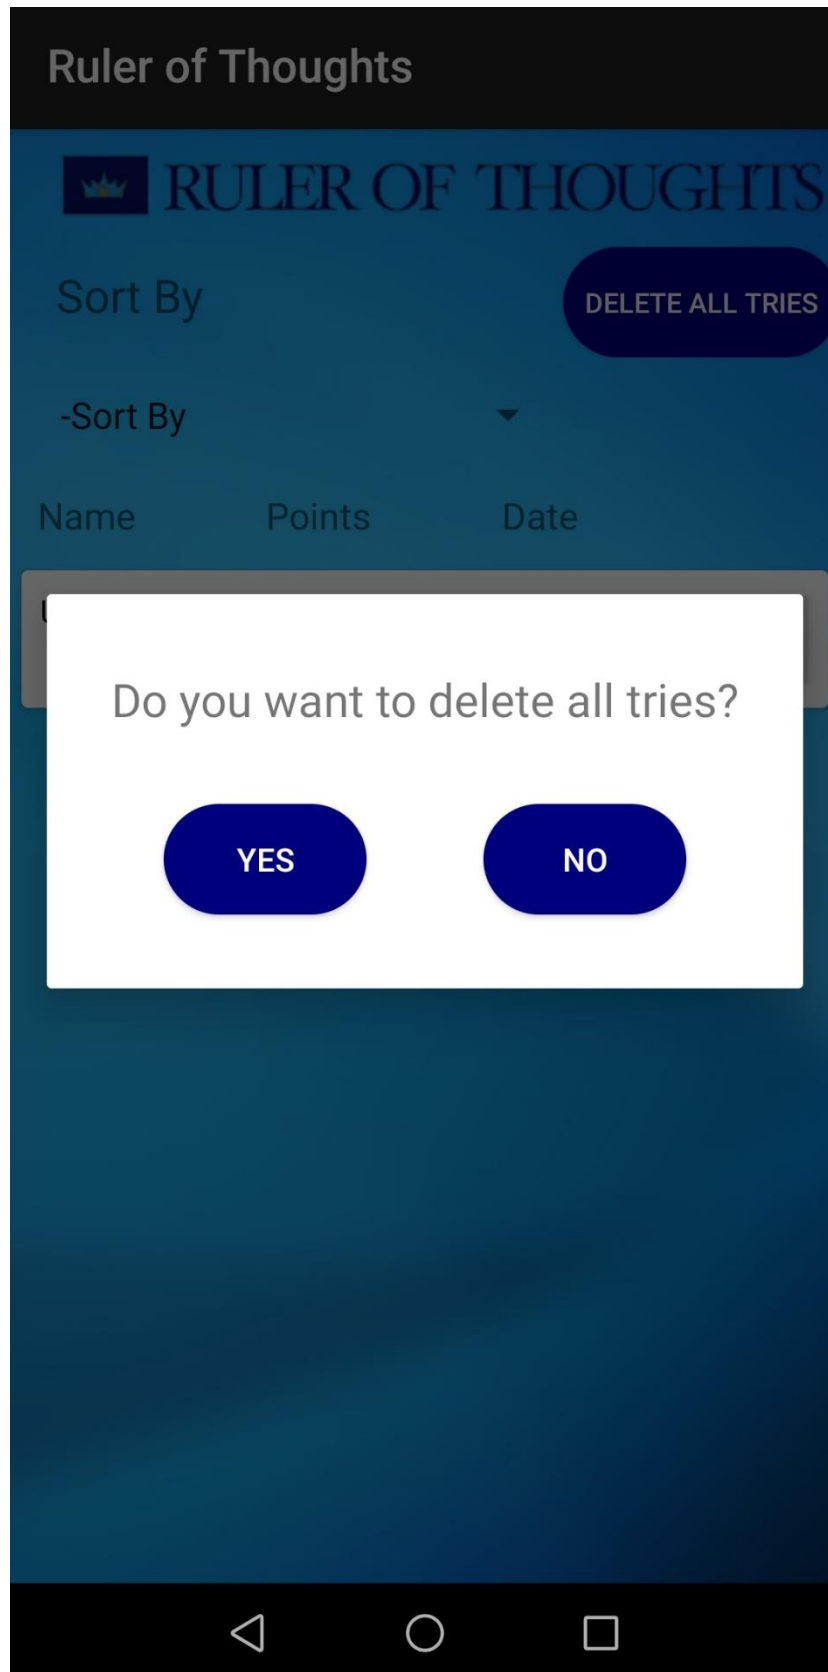 Ruler of Thoughts
RULER OF THOUGHTS
Sort By
DELETE ALL TRIES
-Sort By
Name Points Date
Do you want to delete all tries?
YES NO